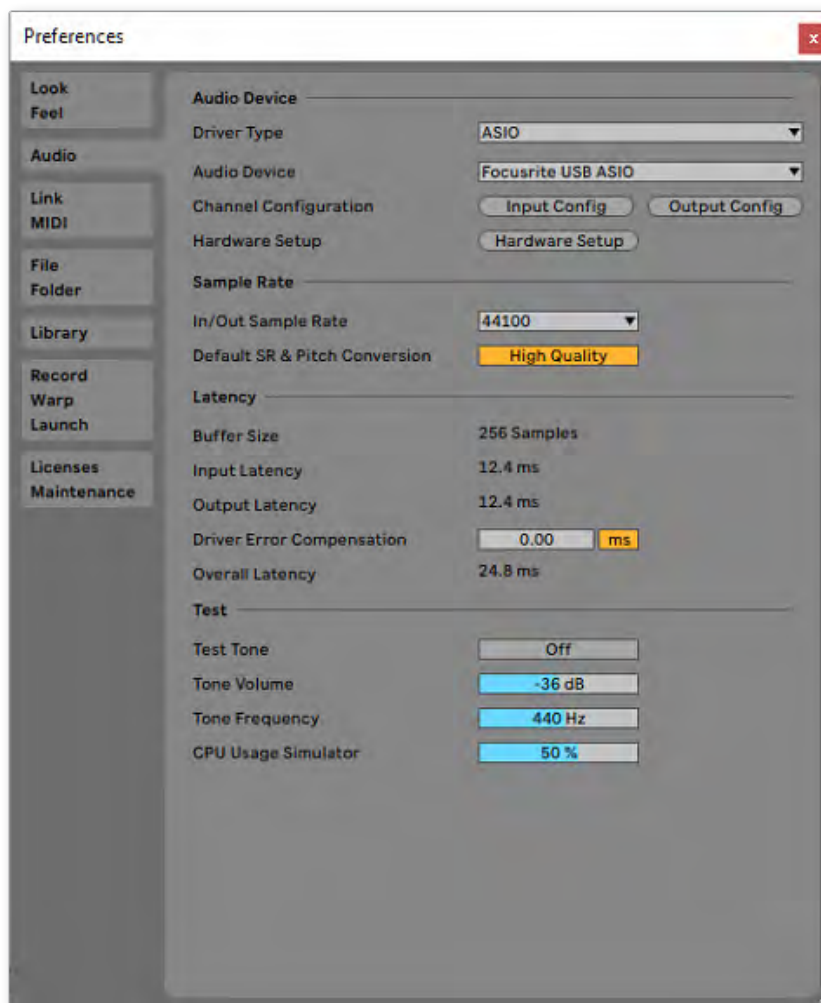 Preferences
x
Look
Feel
Audio
Link
MIDI
File
Folder
Library
Record
Warp
Launch
Licenses
Maintenance
Audio Device
Driver Type ASIO
Audio Device Focusrite USB ASIO
Channel Configuration Input Config Output Config
Hardware Setup Hardware Setup
Sample Rate
In/Out Sample Rate 44100
Default SR & Pitch Conversion High Quality
Latency
Buffer Size 256 Samples
Input Latency 12.4 ms
Output Latency 12.4 ms
Driver Error Compensation 0.00 ms
Overall Latency 24.8 ms
Test
Test Tone Off
Tone Volume -36 dB
Tone Frequency 440 Hz
CPU Usage Simulator 50 %